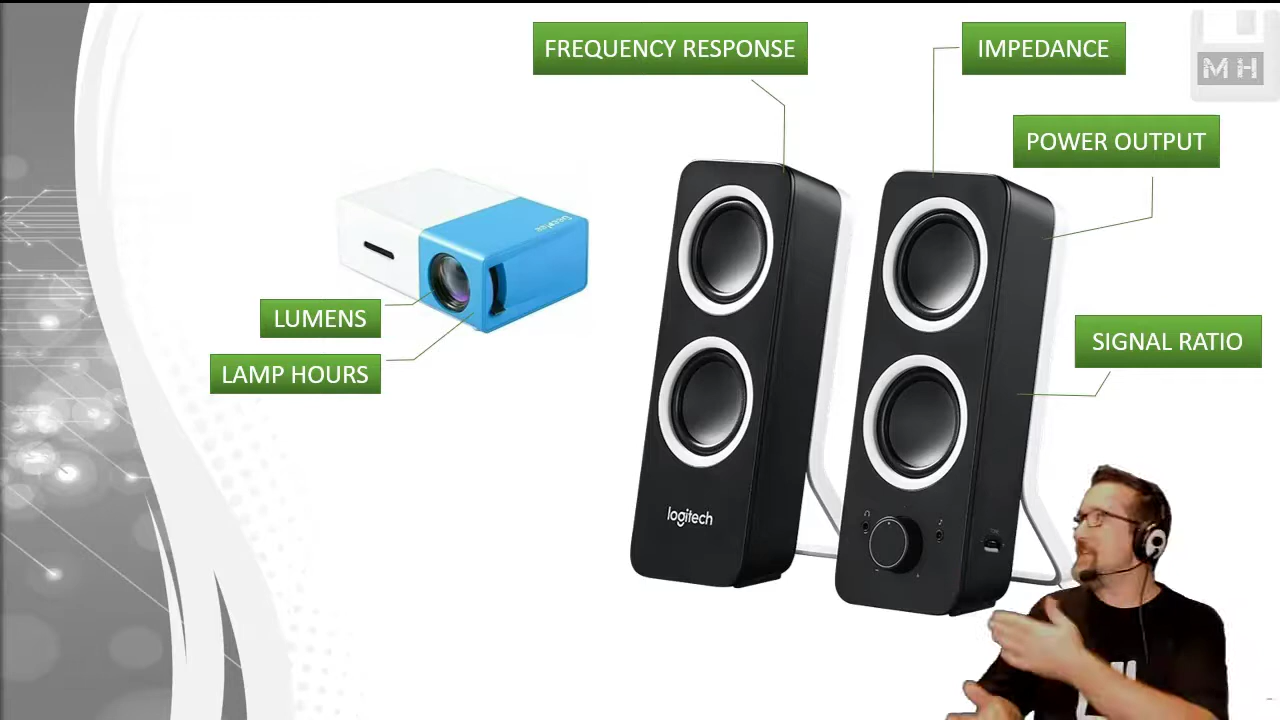 FREQUENCY RESPONSE
IMPEDANCE
MH
POWER OUTPUT
LUMENS
SIGNAL RATIO
LAMP HOURS
logitech